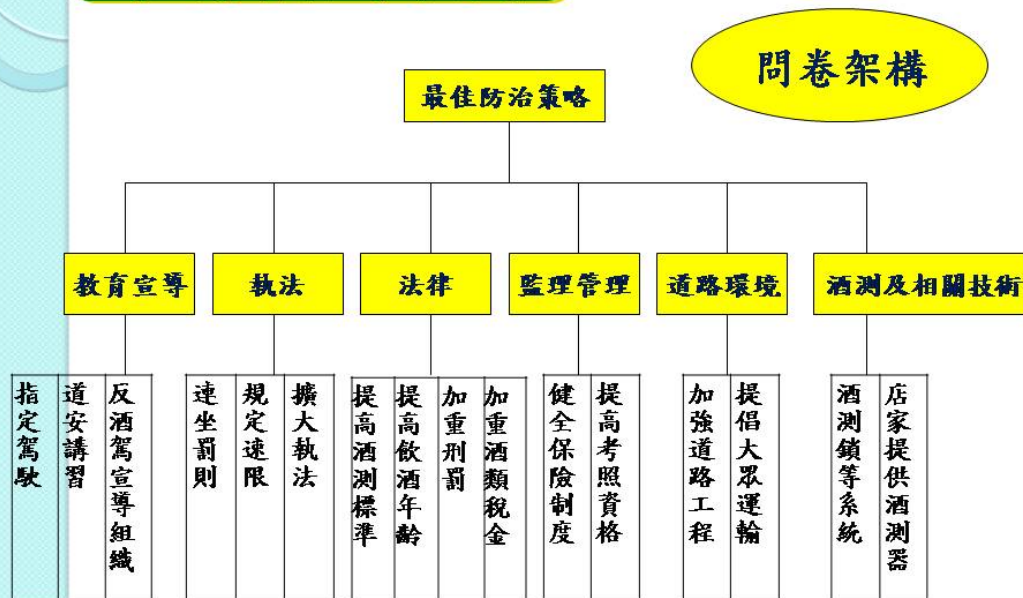 問卷架構
最佳防治策略
教育宣導
執法
法律
監理管理
道路環境
酒測及相關技術
指定駕駛
道安講習
反酒駕宣導組織
連坐罰則
規定速限
擴大執法
提高酒測標準
提高飲酒年齡
加重刑罰
加重酒類稅金
健全保險制度
提高考照資格
加強道路工程
提倡大眾運輸
酒測鎖等系統
店家提供酒測器